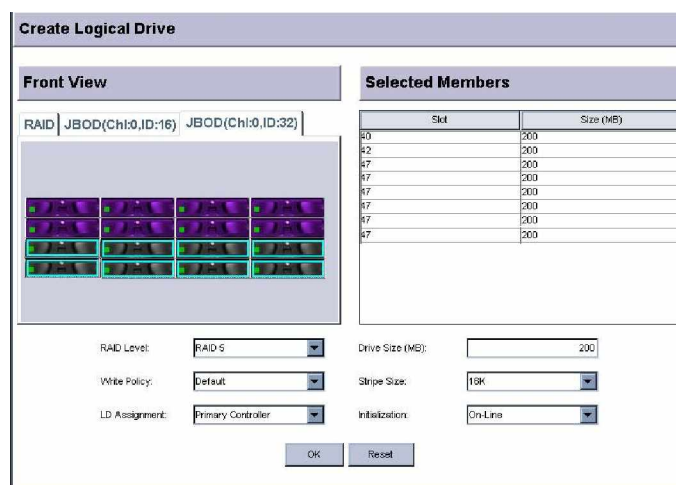 Create Logical Drive
Front View
Selected Members
RAID JBOD(Chl:0,ID:16) JBOD(Chl:0,ID:32)
Slot Size (MB)
40 200
42 200
47 200
47 200
47 200
47 200
47 200
47 200
RAID Level: RAID 5 Drive Size (MB): 200
Write Policy: Default Stripe Size: 16K
LD Assignment: Primary Controller Initialization: On-Line
OK Reset